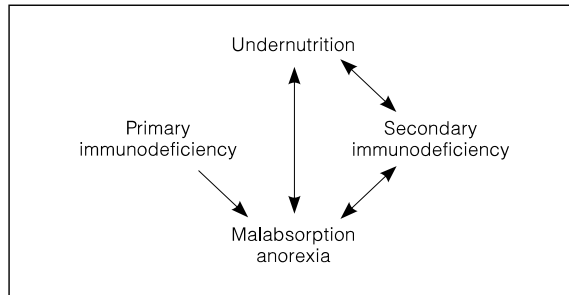 Undernutrition
Primary
immunodeficiency
Secondary
immunodeficiency
Malabsorption
anorexia